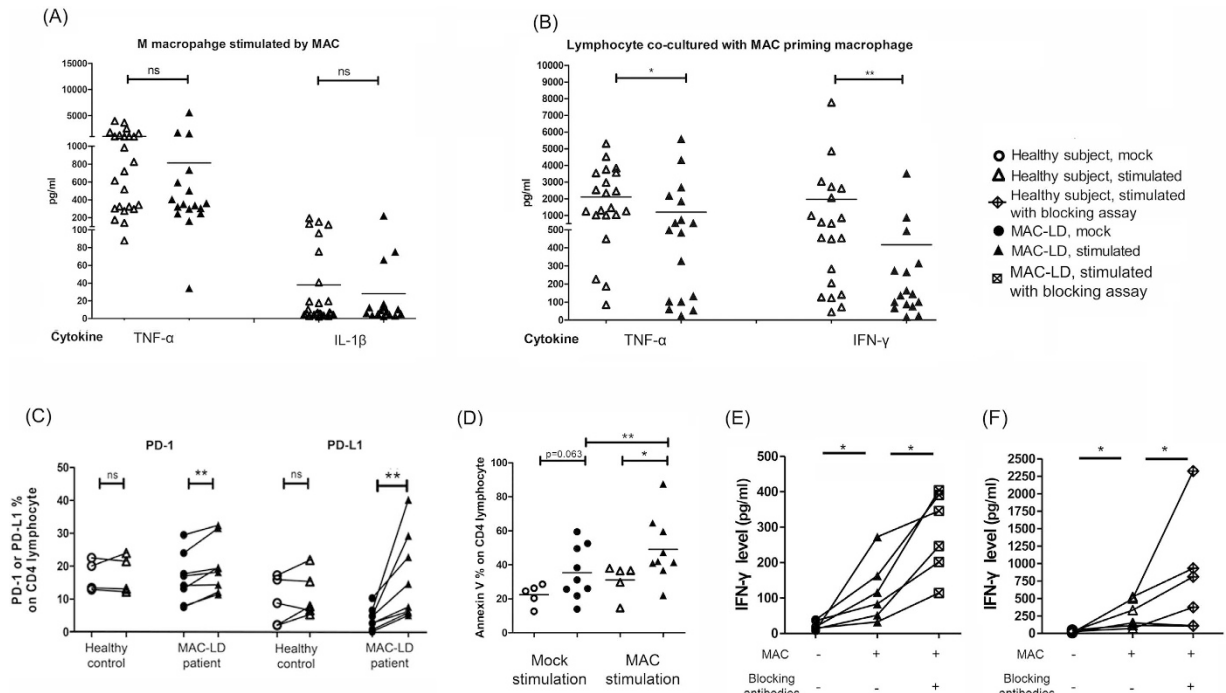 (A)
M macropahge stimulated by MAC
15000
10000
5000
1000
800
600
400
200
100
80
60
40
20
0
pg/ml
ns
ns
Cytokine
TNF-α
IL-1β
(B)
Lymphocyte co-cultured with MAC priming macrophage
10000
9000
8000
7000
6000
5000
4000
3000
2000
1000
500
400
300
200
100
0
pg/ml
*
**
Cytokine
TNF-α
IFN-γ
Healthy subject, mock
Healthy subject, stimulated
Healthy subject, stimulated
with blocking assay
MAC-LD, mock
MAC-LD, stimulated
MAC-LD, stimulated
with blocking assay
(C)
PD-1
PD-L1
PD-1 or PD-L1 %
on CD4 lymphocyte
50
40
30
20
10
0
ns
**
ns
**
Healthy
control
MAC-LD
patient
Healthy
control
MAC-LD
patient
(D)
Annexin V % on CD4 lymphocyte
100
80
60
40
20
0
p=0.063
**
*
Mock
stimulation
MAC
stimulation
(E)
IFN-γ level (pg/ml)
500
400
300
200
100
0
*
*
MAC
-
+
+
Blocking
antibodies
-
-
+
(F)
IFN-γ level (pg/ml)
2500
2250
2000
1750
1500
1250
1000
750
500
250
0
*
*
MAC
-
+
+
Blocking
antibodies
-
-
+